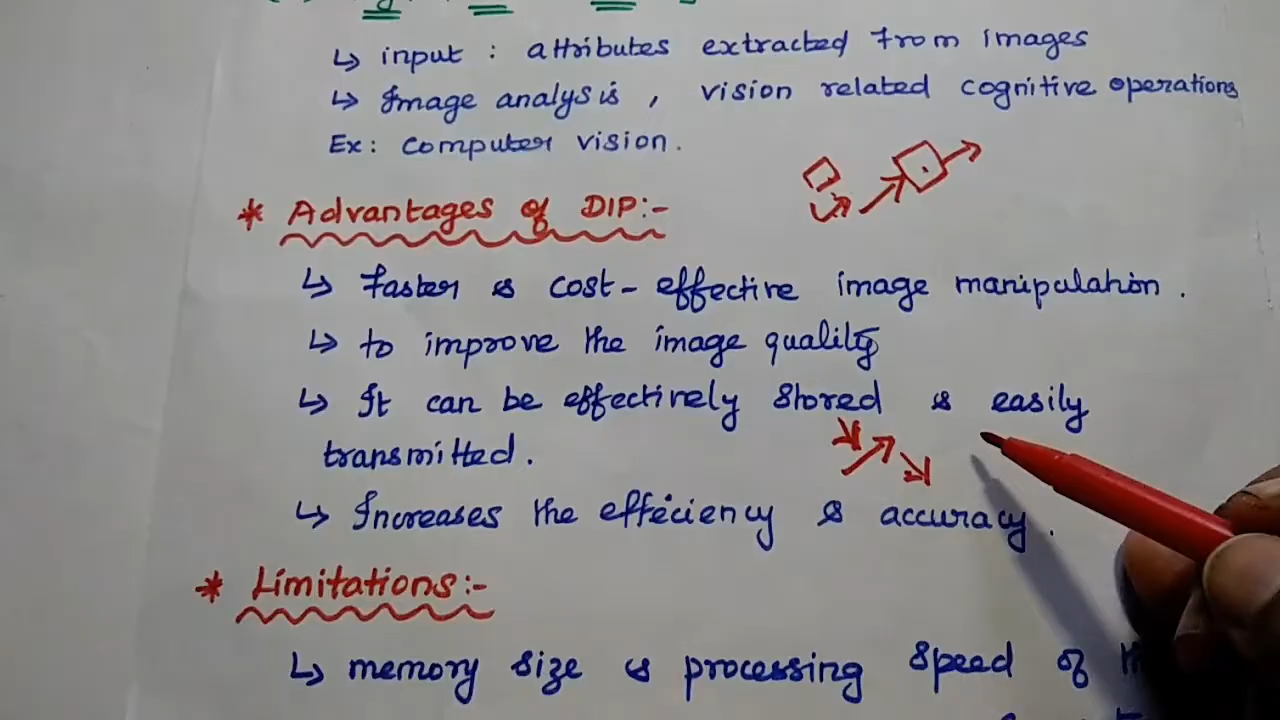 ↳ input : attributes extracted from images
↳ Image analysis , vision related cognitive operations
Ex: Computer vision.
* Advantages of DIP:-
↳ faster & cost-effective image manipulation .
↳ to improve the image quality
↳ It can be effectively stored & easily
transmitted.
↳ Increases the efficiency & accuracy.
* Limitations:-
↳ memory size & processing speed of